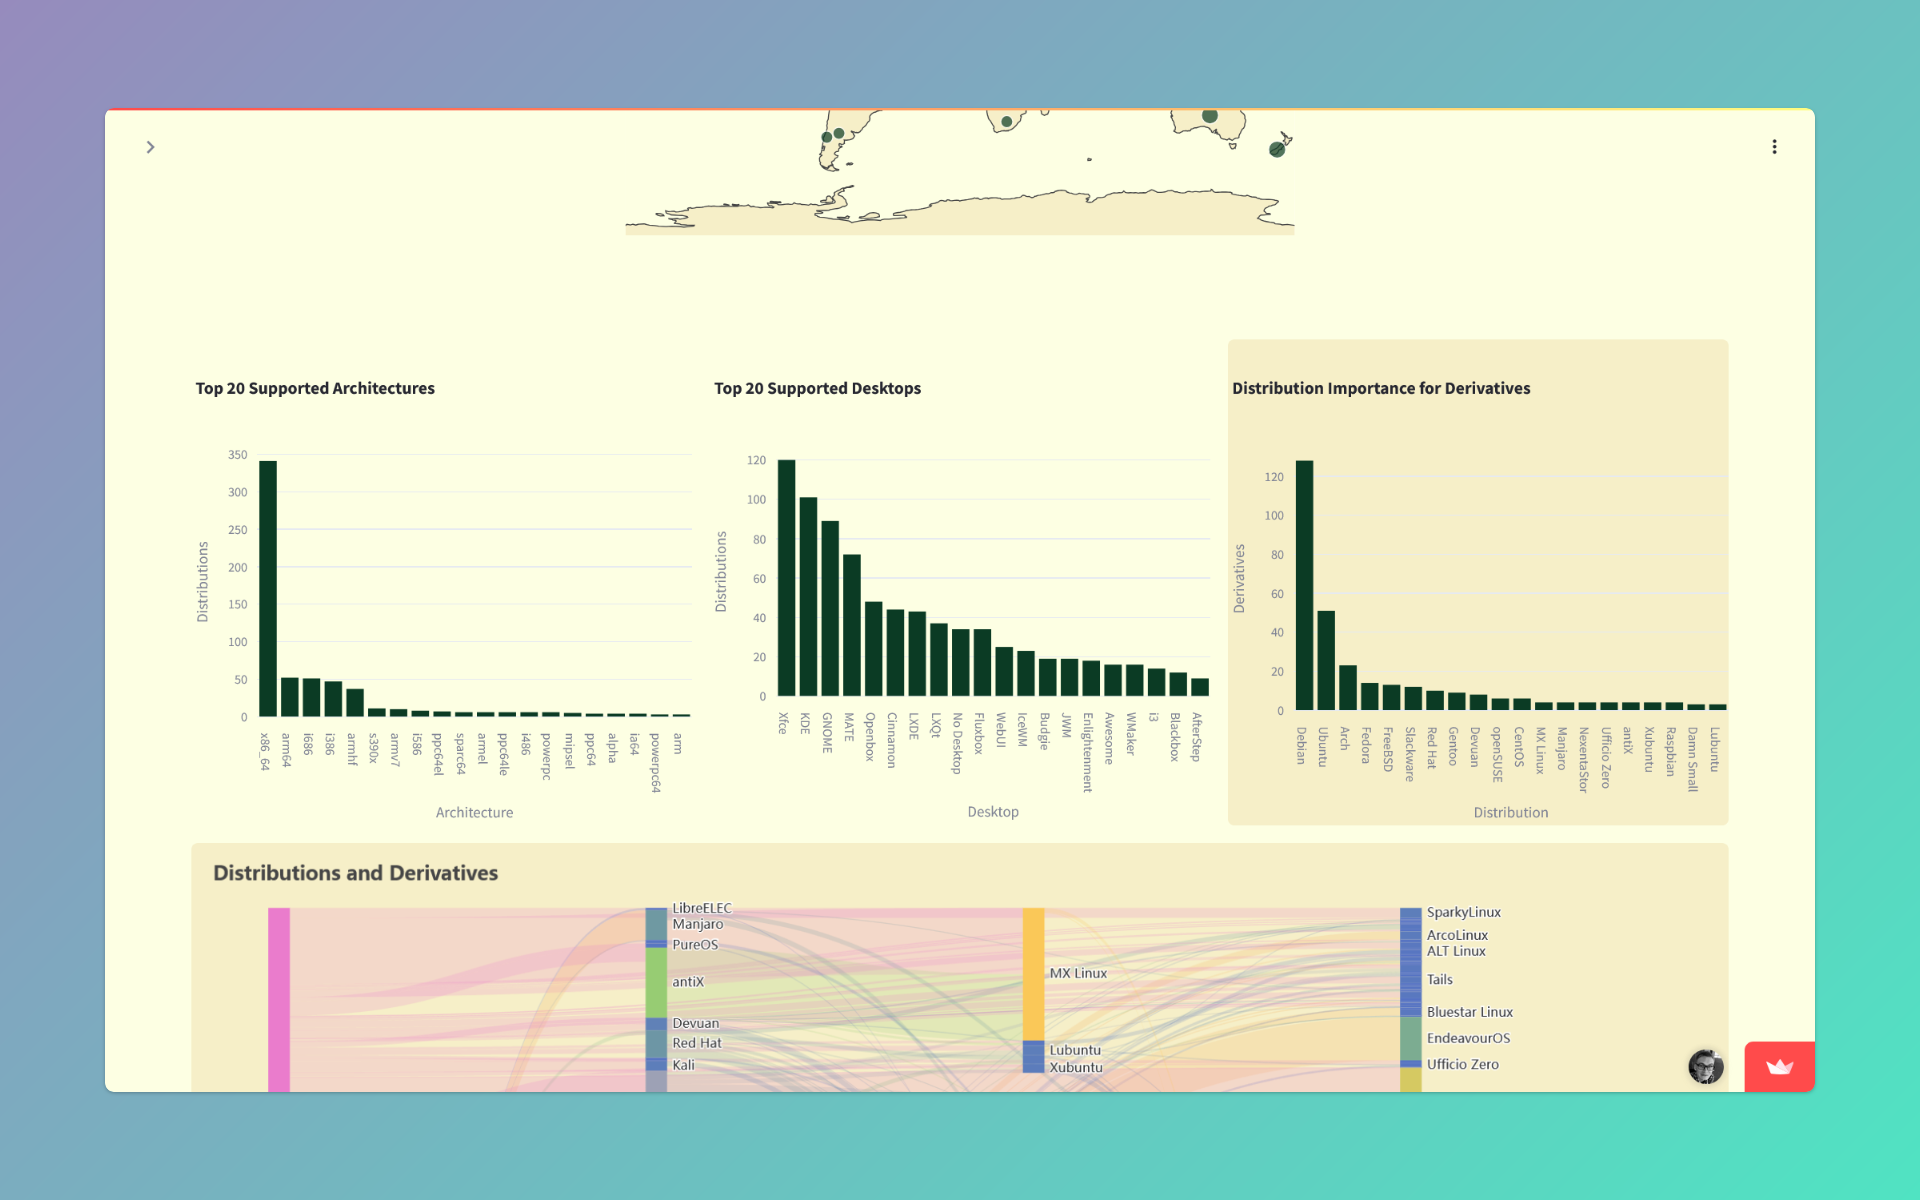 Top 20 Supported Architectures
350
300
250
200
150
100
50
0
Distributions
x86_64
arm64
i686
i386
armhf
s390x
armv7
i586
ppc64el
sparc64
armel
ppc64le
i486
powerpc
mipsel
ppc64
alpha
ia64
powerpc64
arm
Architecture
Top 20 Supported Desktops
120
100
80
60
40
20
0
Distributions
Xfce
KDE
GNOME
MATE
Openbox
Cinnamon
LXDE
LXQt
No Desktop
Fluxbox
WebUI
IceWM
Budgie
JWM
Enlightenment
Awesome
WMaker
i3
Blackbox
AfterStep
Desktop
Distribution Importance for Derivatives
120
100
80
60
40
20
0
Derivatives
Debian
Ubuntu
Arch
Fedora
FreeBSD
Slackware
Red Hat
Gentoo
Devuan
openSUSE
CentOS
MX Linux
Manjaro
NexentaStor
Ufficio Zero
antiX
Xubuntu
Raspbian
Damn Small
Lubuntu
Distribution
Distributions and Derivatives
LibreELEC
Manjaro
PureOS
antiX
Devuan
Red Hat
Kali
MX Linux
Lubuntu
Xubuntu
SparkyLinux
ArcoLinux
ALT Linux
Tails
Bluestar Linux
EndeavourOS
Ufficio Zero